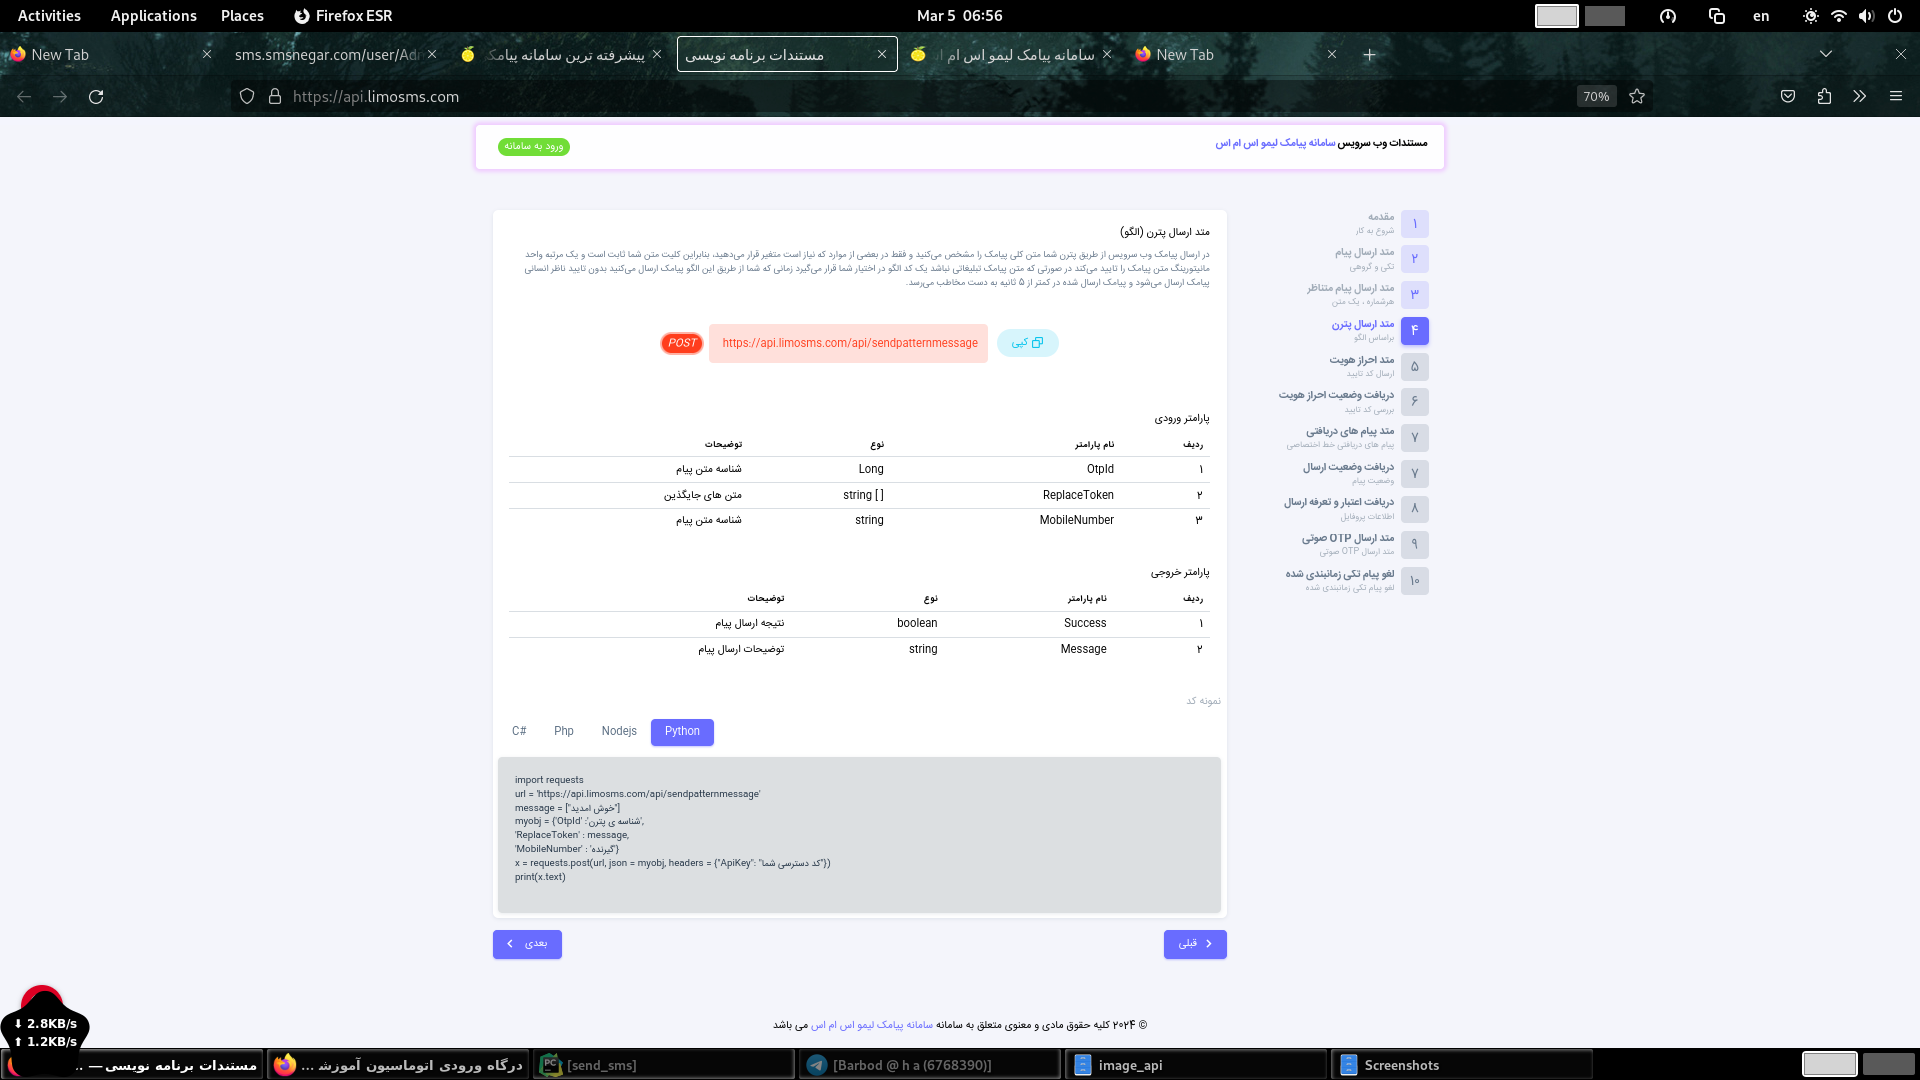 Activities Applications Places Firefox ESR Mar 5 06:56 en
New Tab
sms.smsnegar.com/user/Adr
پیشرفته ترین سامانه پیامک
مستندات برنامه نویسی
سامانه پیامک لیمو اس ام ا
New Tab
https://api.limosms.com 70%
مستندات وب سرویس سامانه پیامک لیمو اس ام اس
ورود به سامانه
۱ مقدمه
شروع به کار
۲ متد ارسال پیام
تکی و گروهی
۳ متد ارسال پیام متناظر
هرشماره ، یک متن
۴ متد ارسال پترن
براساس الگو
۵ متد احراز هویت
ارسال کد تایید
۶ دریافت وضعیت احراز هویت
بررسی کد تایید
۷ متد پیام های دریافتی
پیام های دریافتی خط اختصاصی
۷ دریافت وضعیت ارسال
وضعیت پیام
۸ دریافت اعتبار و تعرفه ارسال
اطلاعات پروفایل
۹ متد ارسال OTP صوتی
متد ارسال OTP صوتی
۱۰ لغو پیام تکی زمانبندی شده
لغو پیام تکی زمانبندی شده
متد ارسال پترن (الگو)
در ارسال پیامک وب سرویس از طریق پترن شما متن کلی پیامک را مشخص می‌کنید و فقط در بعضی از موارد که نیاز است متغیر قرار می‌دهید، بنابراین کلیت متن شما ثابت است و یک مرتبه واحد
مانیتورینگ متن پیامک را تایید می‌کند در صورتی که متن پیامک تبلیغاتی نباشد یک کد الگو در اختیار شما قرار می‌گیرد زمانی که شما از طریق این الگو پیامک ارسال می‌کنید بدون تایید ناظر انسانی
پیامک ارسال می‌شود و پیامک ارسال شده در کمتر از ۵ ثانیه به دست مخاطب می‌رسد.
POST https://api.limosms.com/api/sendpatternmessage کپی
پارامتر ورودی
ردیف نام پارامتر نوع توضیحات
۱ OtpId Long شناسه متن پیام
۲ ReplaceToken string [ ] متن های جایگذین
۳ MobileNumber string شناسه متن پیام
پارامتر خروجی
ردیف نام پارامتر نوع توضیحات
۱ Success boolean نتیجه ارسال پیام
۲ Message string توضیحات ارسال پیام
نمونه کد
C# Php Nodejs Python
import requests
url = 'https://api.limosms.com/api/sendpatternmessage'
message = ["خوش امدید"]
myobj = {'OtpId' :'شناسه ی پترن',
'ReplaceToken' : message,
'MobileNumber' : 'گیرنده'}
x = requests.post(url, json = myobj, headers = {"ApiKey": "کد دسترسی شما"})
print(x.text)
قبلی
بعدی
© ۲۰۲۴ کلیه حقوق مادی و معنوی متعلق به سامانه سامانه پیامک لیمو اس ام اس می باشد
⬇ 2.8KB/s
⬆ 1.2KB/s
مستندات برنامه نویسی — ..
درگاه ورودی اتوماسیون آموزشـ ...
[send_sms]
[Barbod @ h a (6768390)]
image_api
Screenshots